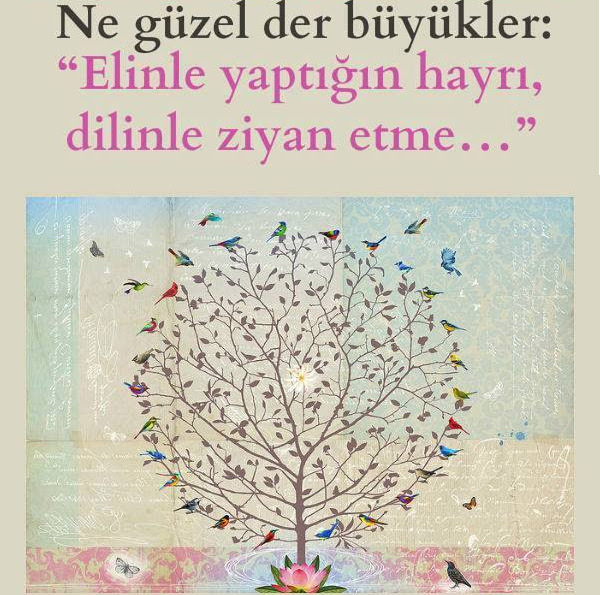 Ne güzel der büyükler:
“Elinle yaptığın hayrı,
dilinle ziyan etme...”